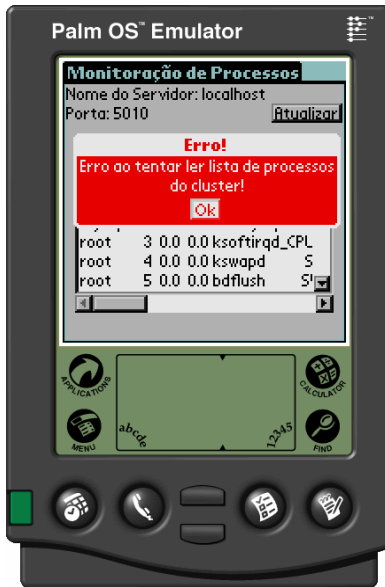 Palm OS™ Emulator
Monitoração de Processos
Nome do Servidor: localhost
Porta: 5010
Atualizar
Erro!
Erro ao tentar ler lista de processos
do cluster!
Ok
root 3 0.0 0.0 ksoftirqd_CPU
root 4 0.0 0.0 kswapd S
root 5 0.0 0.0 bdflush S
APPLICATIONS
CALCULATOR
MENU
abcde
12345
FIND